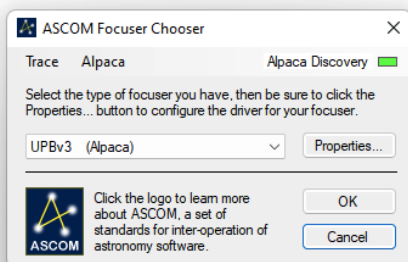 ASCOM Focuser Chooser
Trace Alpaca Alpaca Discovery
Select the type of focuser you have, then be sure to click the
Properties... button to configure the driver for your focuser.
UPBv3 (Alpaca) Properties...
Click the logo to learn more
about ASCOM, a set of
standards for inter-operation of
astronomy software.
ASCOM
OK
Cancel